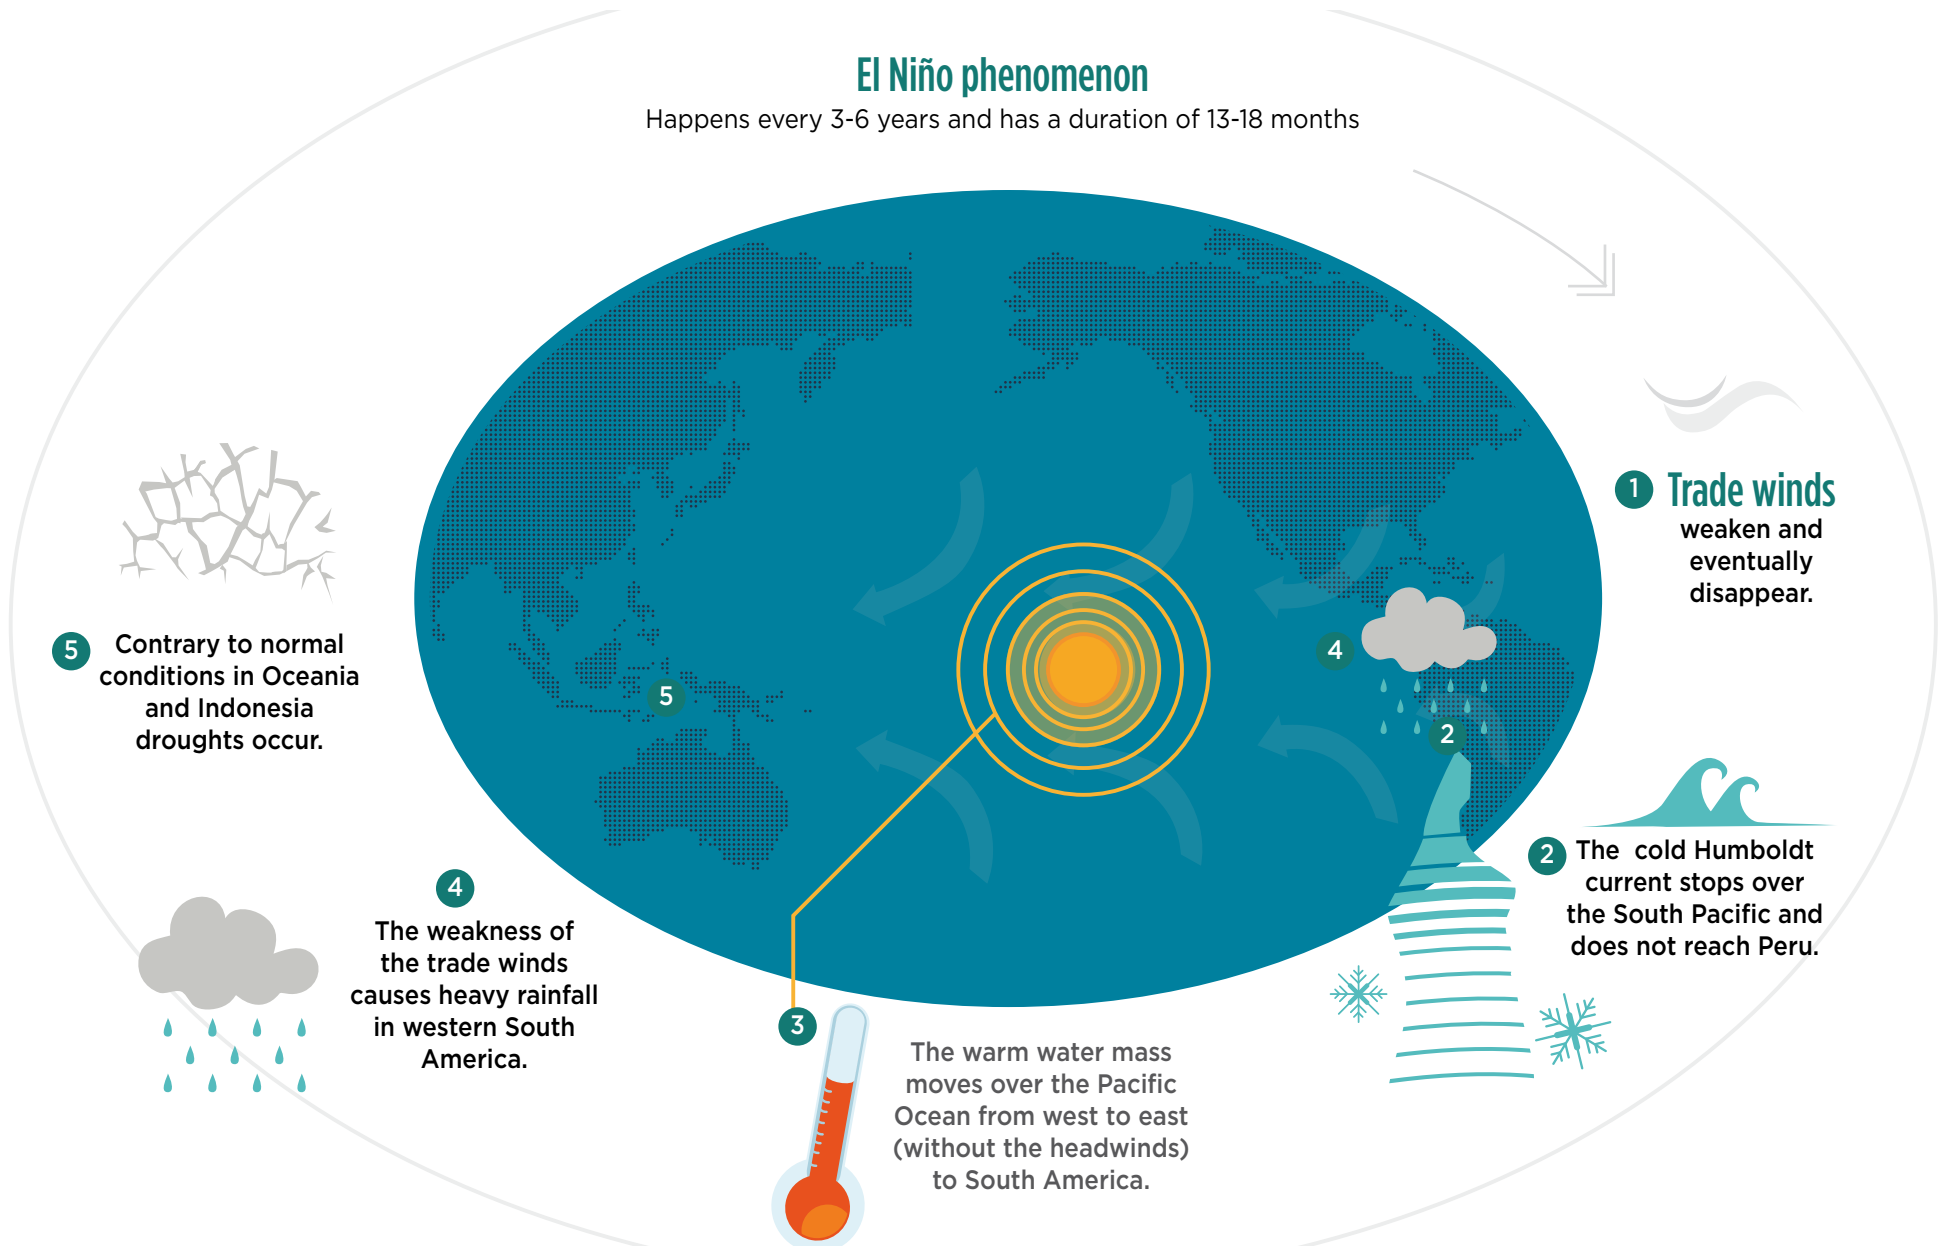 El Niño phenomenon
Happens every 3-6 years and has a duration of 13-18 months
1 Trade winds
weaken and
eventually
disappear.
2 The cold Humboldt
current stops over
the South Pacific and
does not reach Peru.
3
The warm water mass
moves over the Pacific
Ocean from west to east
(without the headwinds)
to South America.
4
The weakness of
the trade winds
causes heavy rainfall
in western South
America.
5 Contrary to normal
conditions in Oceania
and Indonesia
droughts occur.
5
4
2